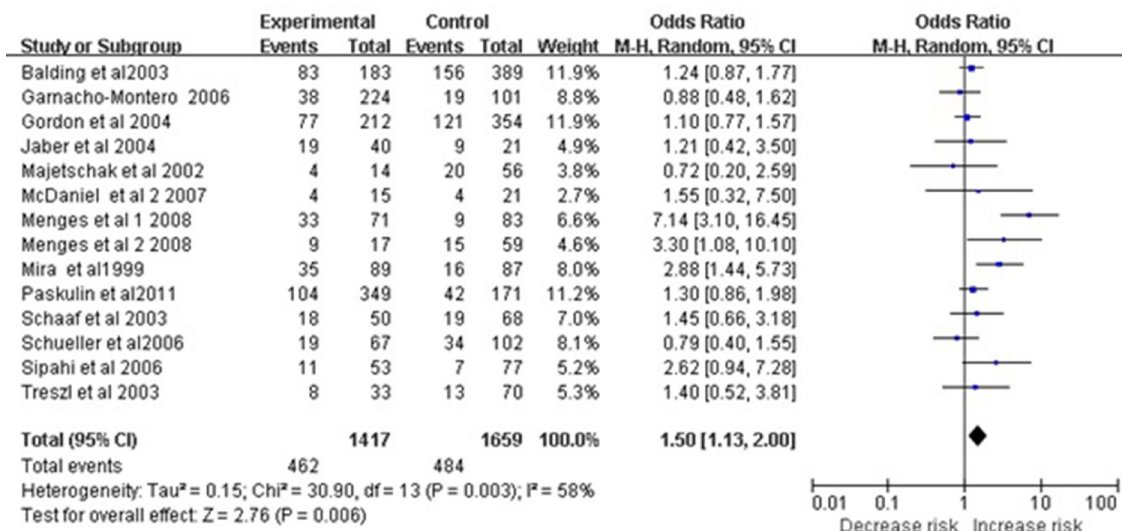 Experimental Control Odds Ratio Odds Ratio
Study or Subgroup Events Total Events Total Weight M-H, Random, 95% CI M-H, Random, 95% CI
Balding et al2003 83 183 156 389 11.9% 1.24 [0.87, 1.77]
Garnacho-Montero 2006 38 224 19 101 8.8% 0.88 [0.48, 1.62]
Gordon et al 2004 77 212 121 354 11.9% 1.10 [0.77, 1.57]
Jaber et al 2004 19 40 9 21 4.9% 1.21 [0.42, 3.50]
Majetschak et al 2002 4 14 20 56 3.8% 0.72 [0.20, 2.59]
McDaniel et al 2 2007 4 15 4 21 2.7% 1.55 [0.32, 7.50]
Menges et al 1 2008 33 71 9 83 6.6% 7.14 [3.10, 16.45]
Menges et al 2 2008 9 17 15 59 4.6% 3.30 [1.08, 10.10]
Mira et al1999 35 89 16 87 8.0% 2.88 [1.44, 5.73]
Paskulin et al2011 104 349 42 171 11.2% 1.30 [0.86, 1.98]
Schaaf et al 2003 18 50 19 68 7.0% 1.45 [0.66, 3.18]
Schueller et al2006 19 67 34 102 8.1% 0.79 [0.40, 1.55]
Sipahi et al 2006 11 53 7 77 5.2% 2.62 [0.94, 7.28]
Treszl et al 2003 8 33 13 70 5.3% 1.40 [0.52, 3.81]
Total (95% CI) 1417 1659 100.0% 1.50 [1.13, 2.00]
Total events 462 484
Heterogeneity: Tau² = 0.15; Chi² = 30.90, df = 13 (P = 0.003); I² = 58%
Test for overall effect: Z = 2.76 (P = 0.006)
0.01 0.1 1 10 100
Decrease risk Increase risk